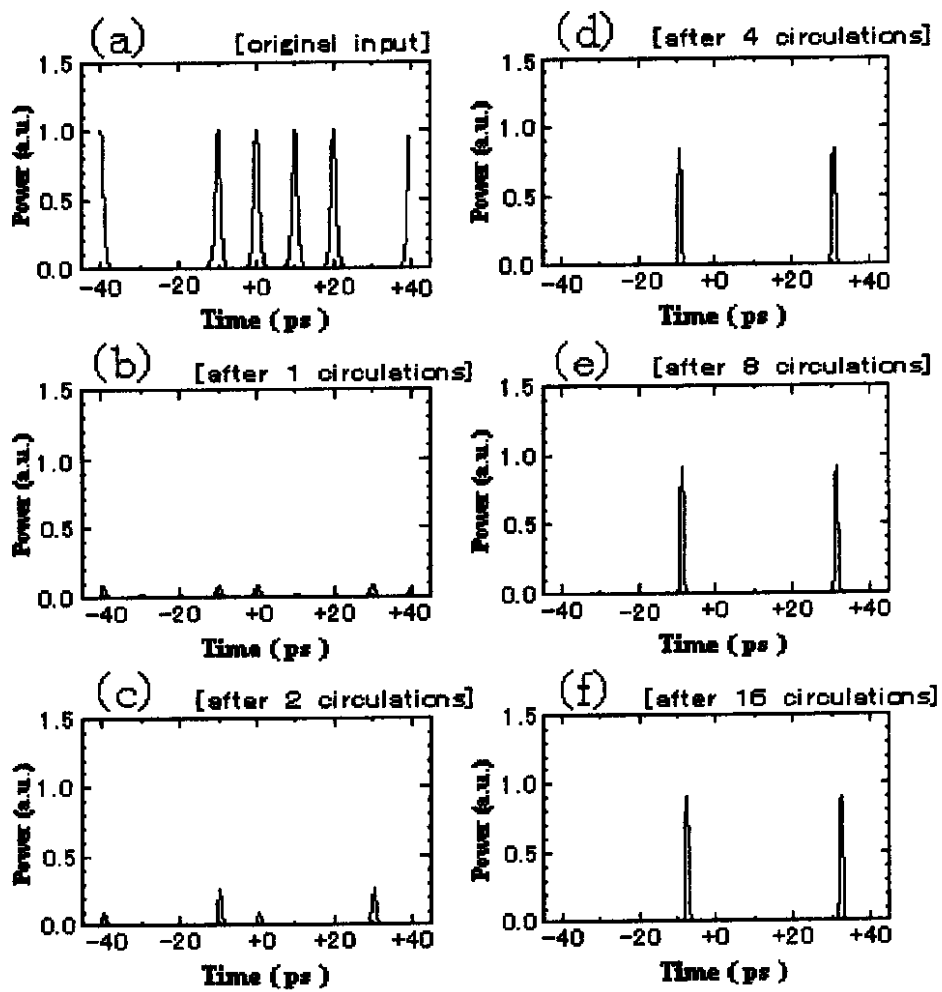 (a) [original input]
1.5
1.0
0.5
0.0
Power (a.u.)
-40 -20 +0 +20 +40
Time (ps)
(b) [after 1 circulations]
1.5
1.0
0.5
0.0
Power (a.u.)
-40 -20 +0 +20 +40
Time (ps)
(c) [after 2 circulations]
1.5
1.0
0.5
0.0
Power (a.u.)
-40 -20 +0 +20 +40
Time (ps)
(d) [after 4 circulations]
1.5
1.0
0.5
0.0
Power (a.u.)
-40 -20 +0 +20 +40
Time (ps)
(e) [after 8 circulations]
1.5
1.0
0.5
0.0
Power (a.u.)
-40 -20 +0 +20 +40
Time (ps)
(f) [after 16 circulations]
1.5
1.0
0.5
0.0
Power (a.u.)
-40 -20 +0 +20 +40
Time (ps)